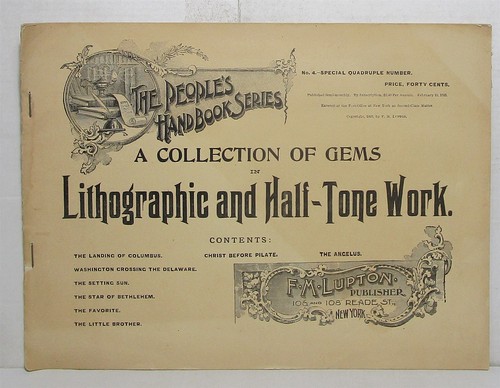 THE PEOPLE'S
HANDBOOK SERIES
No. 4.—SPECIAL QUADRUPLE NUMBER.
PRICE, FORTY CENTS.
A COLLECTION OF GEMS
IN
Lithographic and Half-Tone Work.
CONTENTS:
THE LANDING OF COLUMBUS.
CHRIST BEFORE PILATE.
THE ANGELUS.
WASHINGTON CROSSING THE DELAWARE.
THE SETTING SUN.
THE STAR OF BETHLEHEM.
THE FAVORITE.
THE LITTLE BROTHER.
F. M. LUPTON,
PUBLISHER
106 AND 108 READE ST.,
NEW YORK.